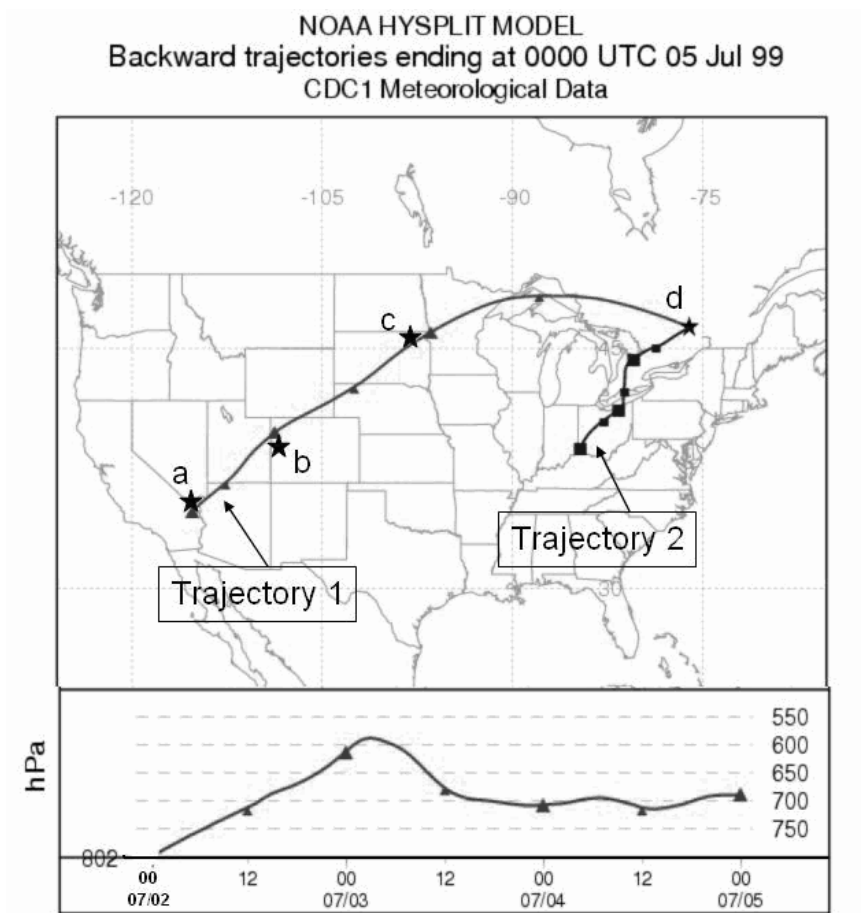 NOAA HYSPLIT MODEL
Backward trajectories ending at 0000 UTC 05 Jul 99
CDC1 Meteorological Data
-120 -105 -90 -75
d
c
45
a
b
Trajectory 2
Trajectory 1
30
hPa
550
600
650
700
750
802
00 12 00 12 00 12 00
07/02 07/03 07/04 07/05